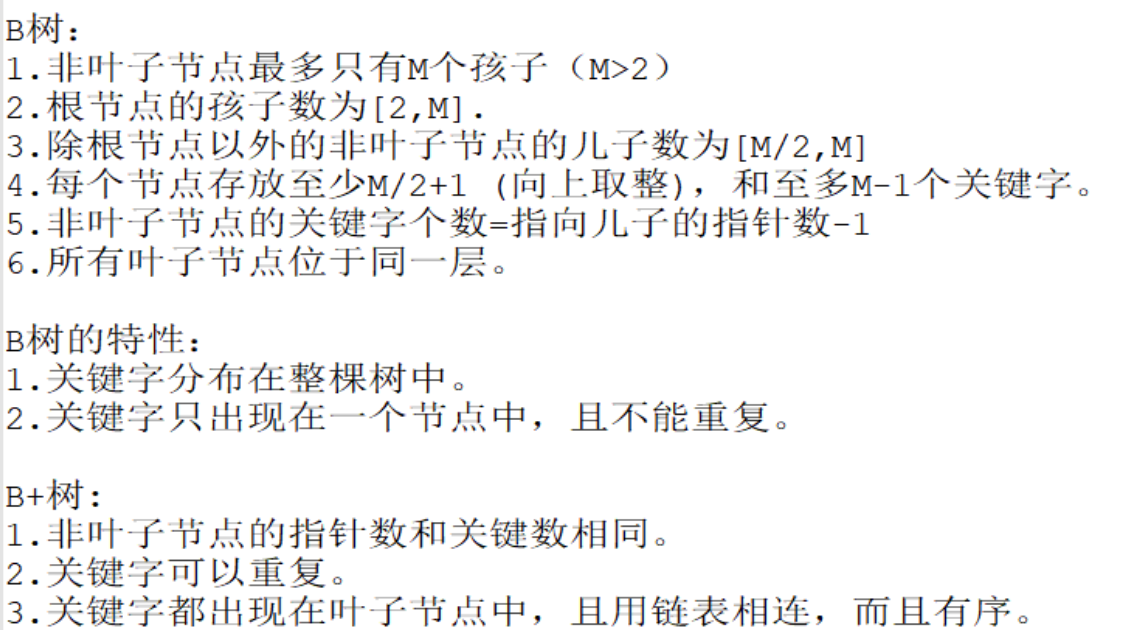 B树：
1.非叶子节点最多只有M个孩子（M>2）
2.根节点的孩子数为[2,M].
3.除根节点以外的非叶子节点的儿子数为[M/2,M]
4.每个节点存放至少M/2+1 (向上取整)，和至多M-1个关键字。
5.非叶子节点的关键字个数=指向儿子的指针数-1
6.所有叶子节点位于同一层。
B树的特性：
1.关键字分布在整棵树中。
2.关键字只出现在一个节点中，且不能重复。
B+树：
1.非叶子节点的指针数和关键数相同。
2.关键字可以重复。
3.关键字都出现在叶子节点中，且用链表相连，而且有序。